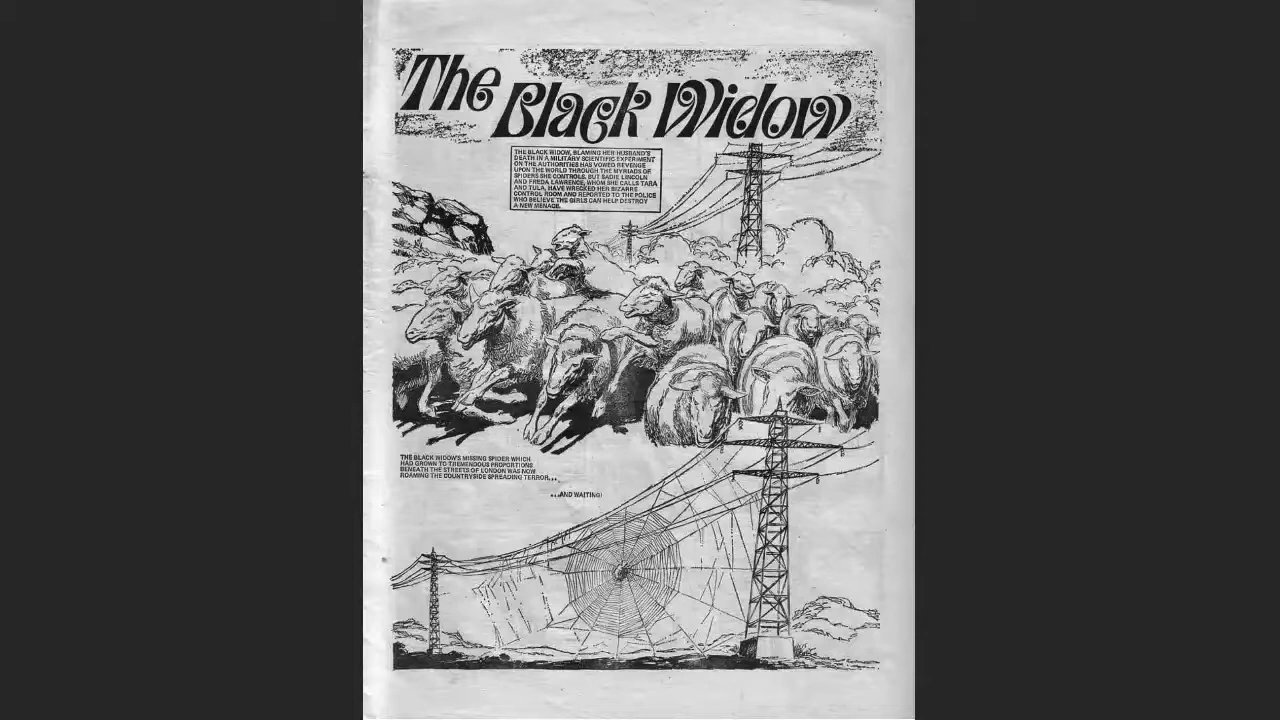 The Black Widow
THE BLACK WIDOW, BLAMING HER HUSBAND'S
DEATH IN A MILITARY SCIENTIFIC EXPERIMENT
ON THE AUTHORITIES HAS VOWED REVENGE
UPON THE WORLD THROUGH THE MYRIADS OF
SPIDERS SHE CONTROLS. BUT SADIE LINCOLN
AND FREDA LAWRENCE, WHOM SHE CALLS TARA
AND TULA, HAVE WRECKED HER BIZARRE
CONTROL ROOM AND REPORTED TO THE POLICE
WHO BELIEVE THE GIRLS CAN HELP DESTROY
A NEW MENACE.
THE BLACK WIDOW'S MISSING SPIDER WHICH
HAD GROWN TO TREMENDOUS PROPORTIONS
BENEATH THE STREETS OF LONDON WAS NOW
ROAMING THE COUNTRYSIDE SPREADING TERROR...
...AND WAITING!